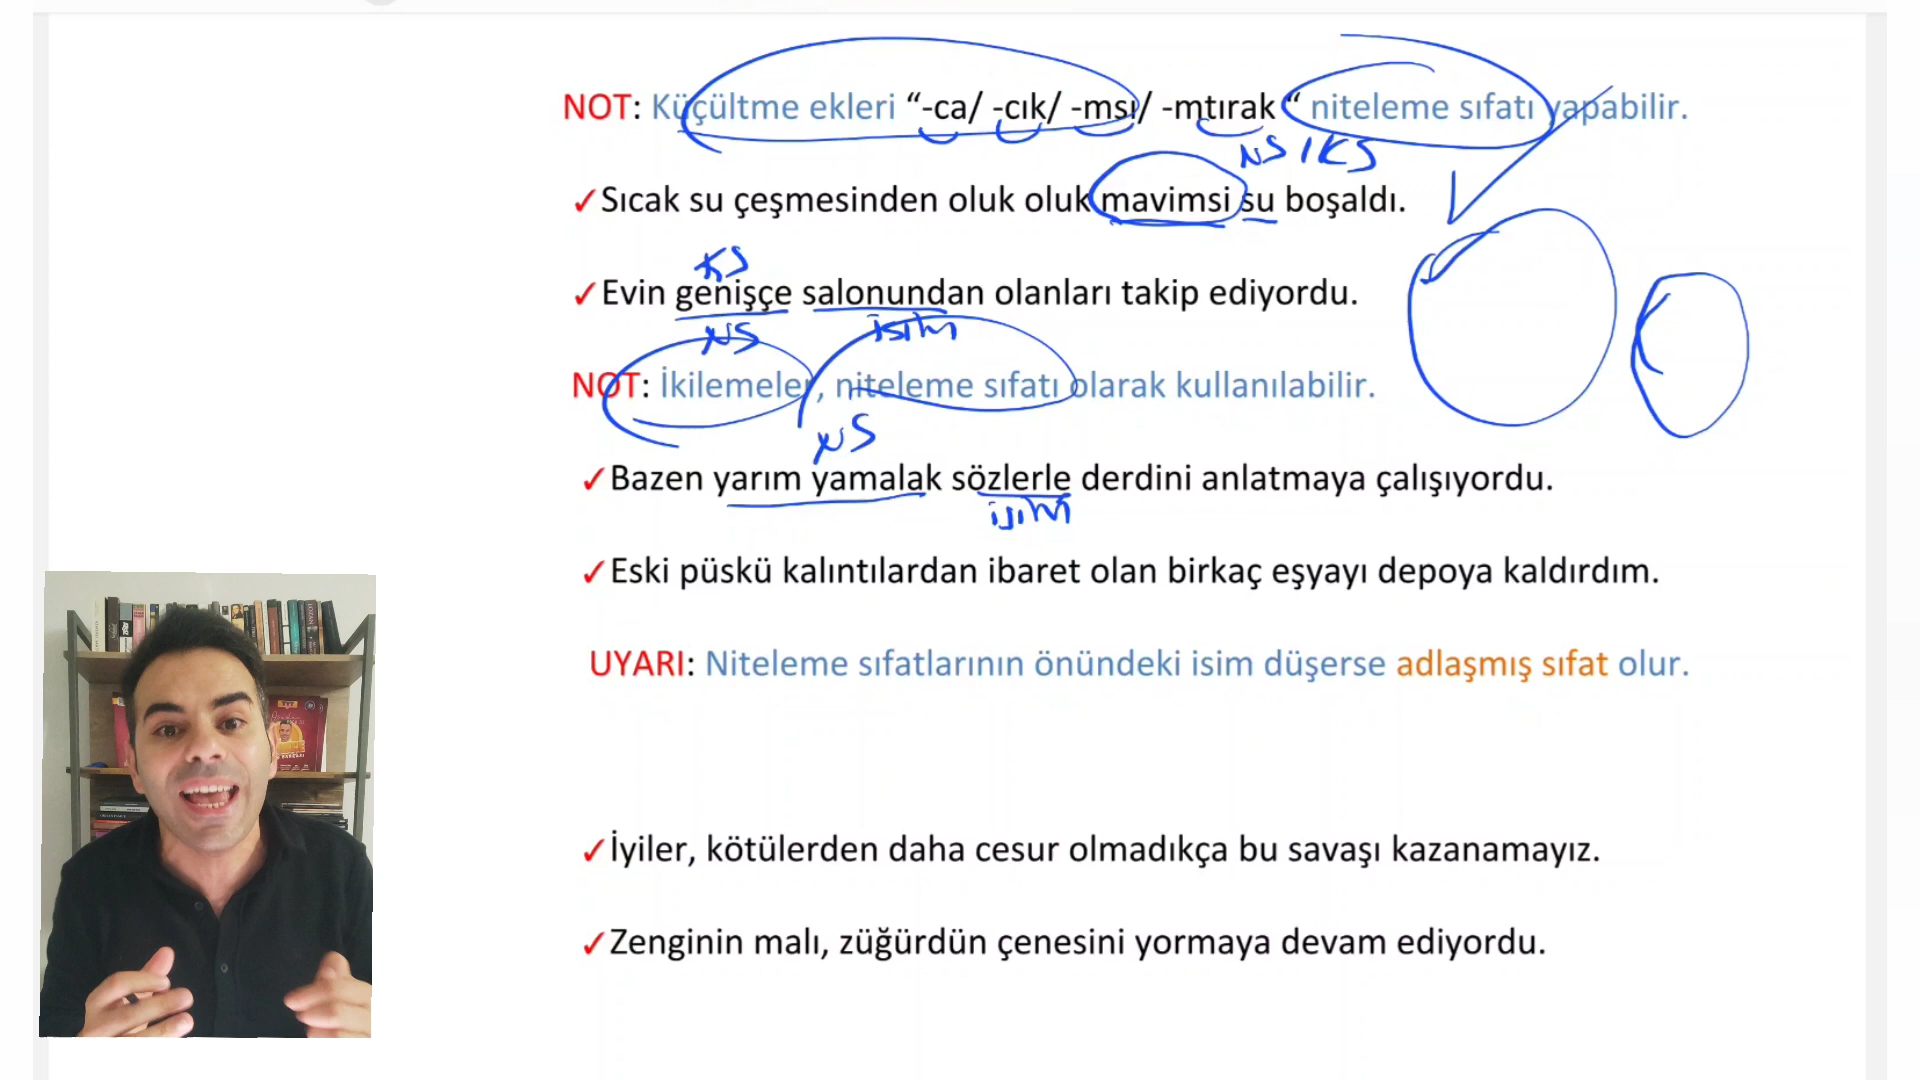 NOT: Küçültme ekleri “-ca/ -cık/ -msı/ -mtırak “ niteleme sıfatı yapabilir.
NS / KS
✓Sıcak su çeşmesinden oluk oluk mavimsi su boşaldı.
KS
✓Evin genişçe salonundan olanları takip ediyordu.
NS isim
NOT: İkilemeler, niteleme sıfatı olarak kullanılabilir.
NS
✓Bazen yarım yamalak sözlerle derdini anlatmaya çalışıyordu.
isim
✓Eski püskü kalıntılardan ibaret olan birkaç eşyayı depoya kaldırdım.
UYARI: Niteleme sıfatlarının önündeki isim düşerse adlaşmış sıfat olur.
✓İyiler, kötülerden daha cesur olmadıkça bu savaşı kazanamayız.
✓Zenginin malı, züğürdün çenesini yormaya devam ediyordu.